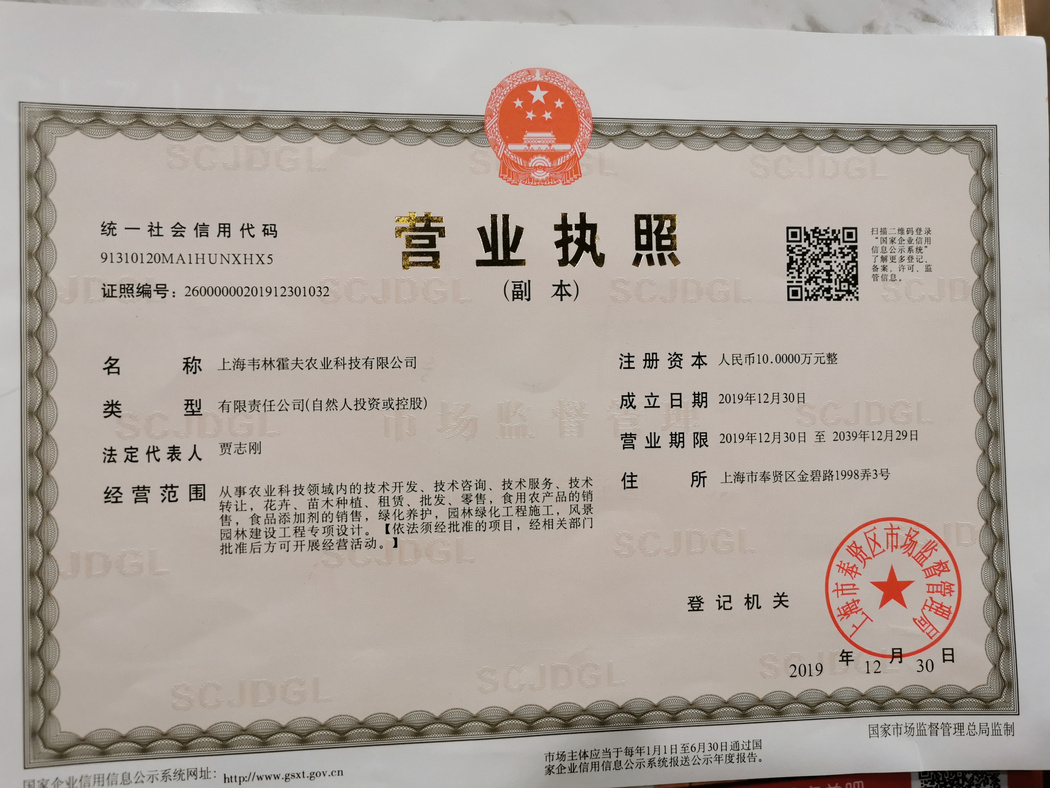 统一社会信用代码
91310120MA1HUNXHX5
证照编号：26000000201912301032
营业执照
（副 本）
扫描二维码登录
“国家企业信用
信息公示系统”
了解更多登记、
备案、许可、监
管信息。
名 称 上海韦林霍夫农业科技有限公司
类 型 有限责任公司(自然人投资或控股)
法定代表人 贾志刚
经营范围 从事农业科技领域内的技术开发、技术咨询、技术服务、技术
转让，花卉、苗木种植、租赁、批发、零售，食用农产品的销
售，食品添加剂的销售，绿化养护，园林绿化工程施工，风景
园林建设工程专项设计。【依法须经批准的项目，经相关部门
批准后方可开展经营活动。】
注册资本 人民币10.0000万元整
成立日期 2019年12月30日
营业期限 2019年12月30日 至 2039年12月29日
住 所 上海市奉贤区金碧路1998弄3号
登记机关
上海市奉贤区市场监督管理局
2019 年 12 月 30 日
SCJDGL
市场监督管理
国家企业信用信息公示系统网址：http://www.gsxt.gov.cn
市场主体应当于每年1月1日至6月30日通过国
家企业信用信息公示系统报送公示年度报告。
国家市场监督管理总局监制